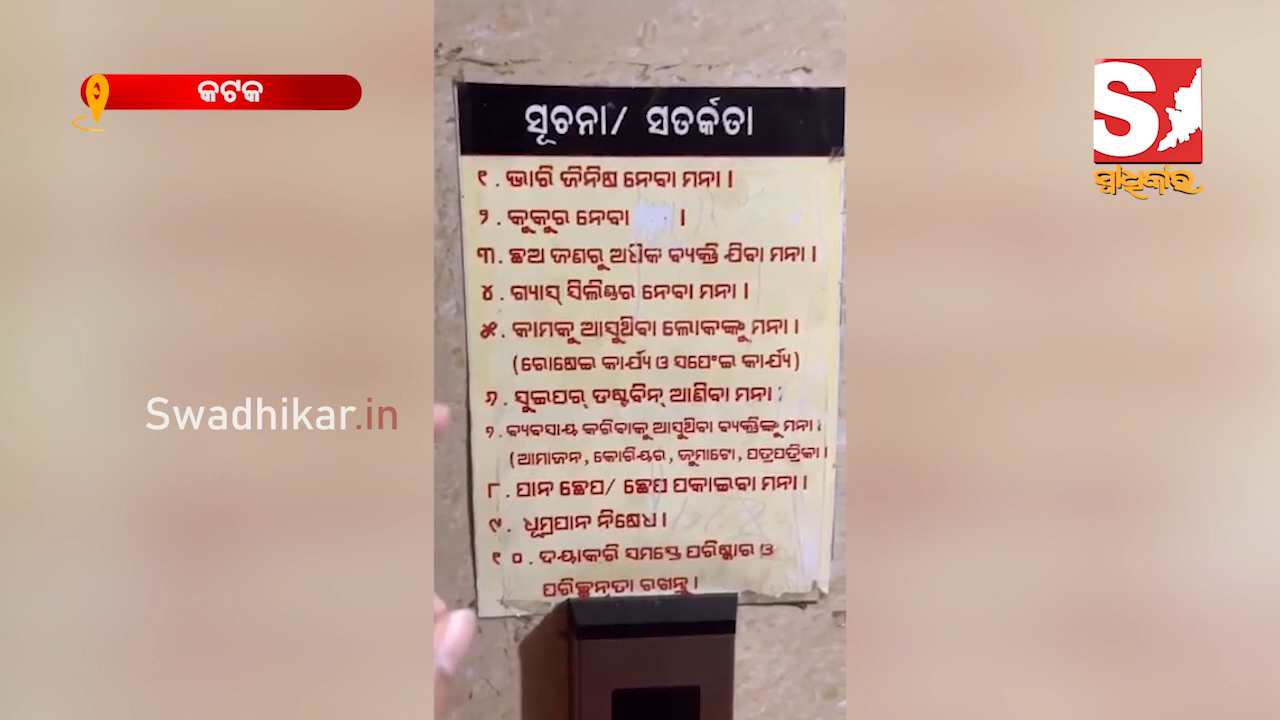 କଟକ
S
ସ୍ୱାଧିକାର
Swadhikar.in
ସୂଚନା/ ସତର୍କତା
୧ . ଭାରି ଜିନିଷ ନେବା ମନା ।
୨ . କୁକୁର ନେବା ।
୩ . ଛଅ ଜଣରୁ ଅଧିକ ବ୍ୟକ୍ତି ଯିବା ମନା ।
୪ . ଗ୍ୟାସ୍ ସିଲିଣ୍ଡର ନେବା ମନା ।
୫ . କାମକୁ ଆସୁଥିବା ଲୋକଙ୍କୁ ମନା ।
(ରୋଷେଇ କାର୍ଯ୍ୟ ଓ ସଫେଂଇ କାର୍ଯ୍ୟ)
୬ . ସୁଇପର୍ ଡଷ୍ଟବିନ୍ ଆଣିବା ମନା ।
୭ . ବ୍ୟବସାୟ କରିବାକୁ ଆସୁଥିବା ବ୍ୟକ୍ତିଙ୍କୁ ମନା ।
(ଆମାଜନ, କୋରିୟର, ଜୁମାଟୋ, ପତ୍ରପତ୍ରିକା ।
୮ . ପାନ ଛେପ/ ଛେପ ପକାଇବା ମନା ।
୯ . ଧୂମ୍ରପାନ ନିଷେଧ ।
୧ ୦ . ଦୟାକରି ସମସ୍ତେ ପରିଷ୍କାର ଓ
ପରିଚ୍ଛନ୍ନତା ରଖନ୍ତୁ ।